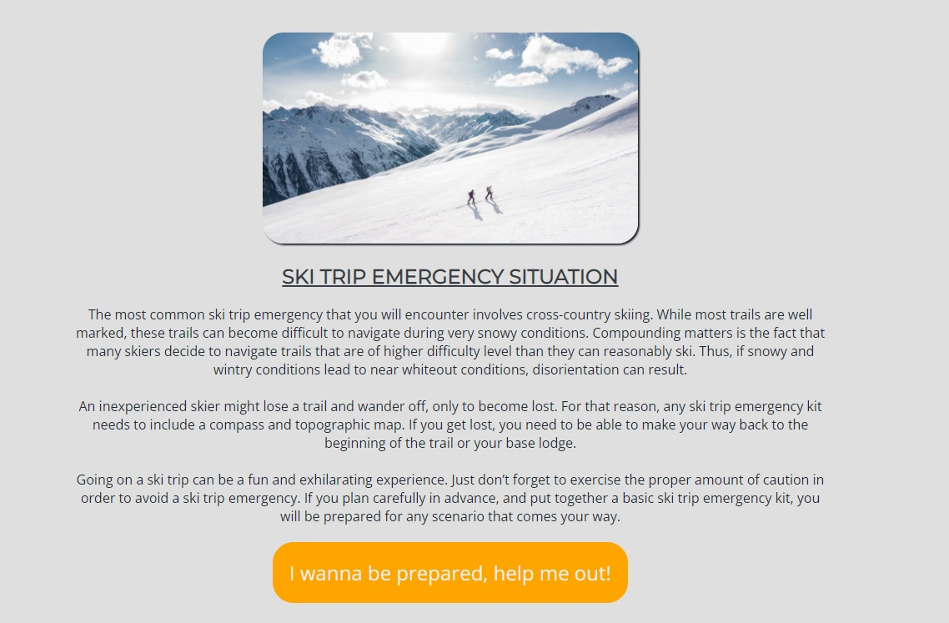 SKI TRIP EMERGENCY SITUATION
The most common ski trip emergency that you will encounter involves cross-country skiing. While most trails are well
marked, these trails can become difficult to navigate during very snowy conditions. Compounding matters is the fact that
many skiers decide to navigate trails that are of higher difficulty level than they can reasonably ski. Thus, if snowy and
wintry conditions lead to near whiteout conditions, disorientation can result.
An inexperienced skier might lose a trail and wander off, only to become lost. For that reason, any ski trip emergency kit
needs to include a compass and topographic map. If you get lost, you need to be able to make your way back to the
beginning of the trail or your base lodge.
Going on a ski trip can be a fun and exhilarating experience. Just don’t forget to exercise the proper amount of caution in
order to avoid a ski trip emergency. If you plan carefully in advance, and put together a basic ski trip emergency kit, you
will be prepared for any scenario that comes your way.
I wanna be prepared, help me out!